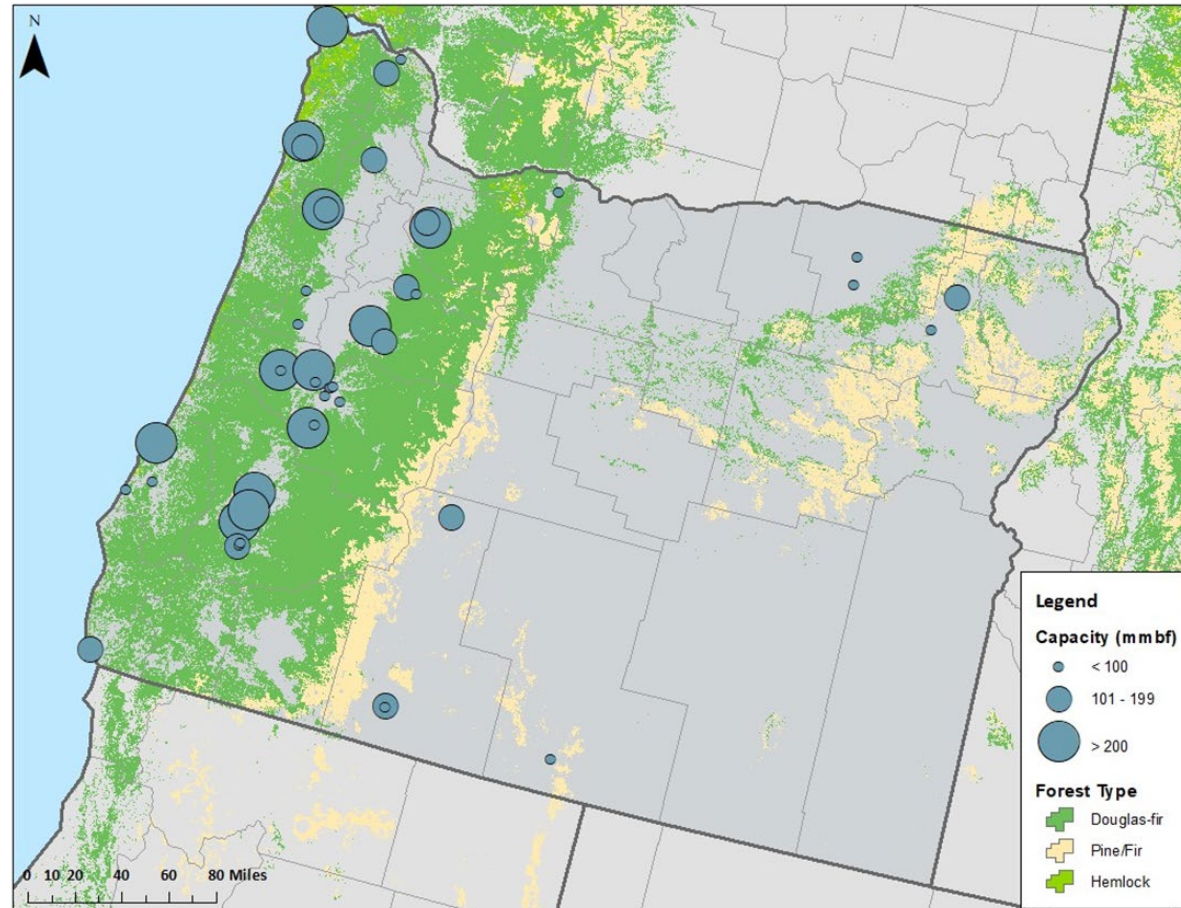 N
Legend
Capacity (mmbf)
< 100
101 - 199
> 200
Forest Type
Douglas-fir
Pine/Fir
Hemlock
0 10 20 40 60 80 Miles